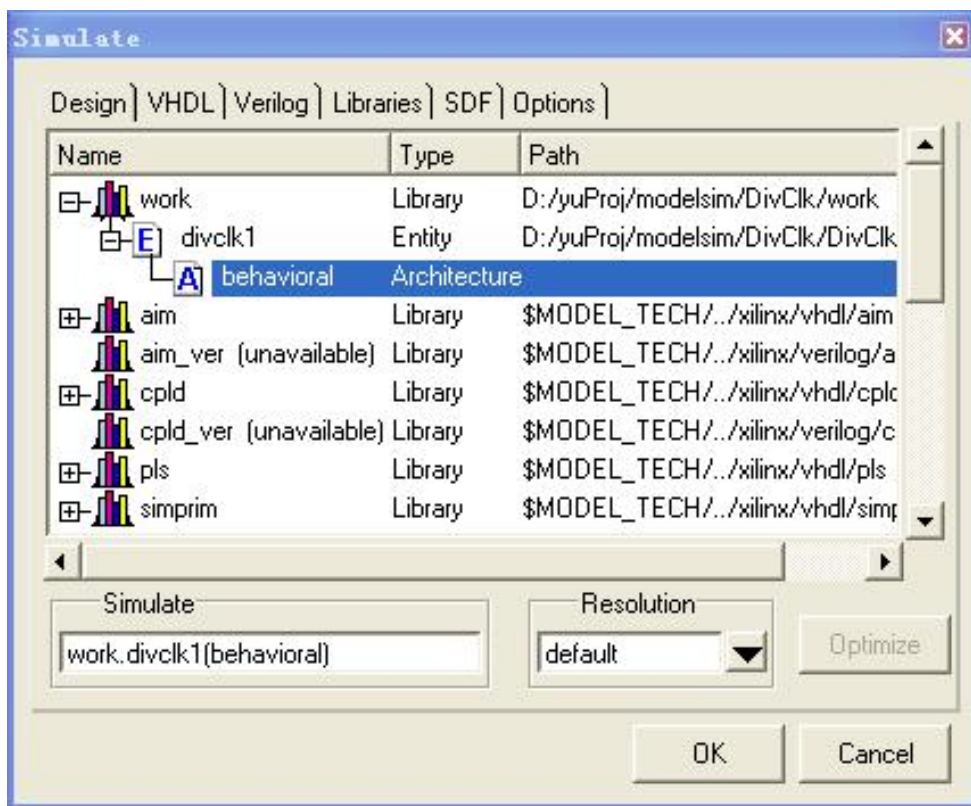 Simulate
Design VHDL Verilog Libraries SDF Options
Name Type Path
work Library D:/yuProj/modelsim/DivClk/work
E divclk1 Entity D:/yuProj/modelsim/DivClk/DivClk
A behavioral Architecture
aim Library $MODEL_TECH/../xilinx/vhdl/aim
aim_ver (unavailable) Library $MODEL_TECH/../xilinx/verilog/a
cpld Library $MODEL_TECH/../xilinx/vhdl/cpld
cpld_ver (unavailable) Library $MODEL_TECH/../xilinx/verilog/c
pls Library $MODEL_TECH/../xilinx/vhdl/pls
simprim Library $MODEL_TECH/../xilinx/vhdl/simp
Simulate Resolution
work.divclk1(behavioral) default Optimize
OK Cancel